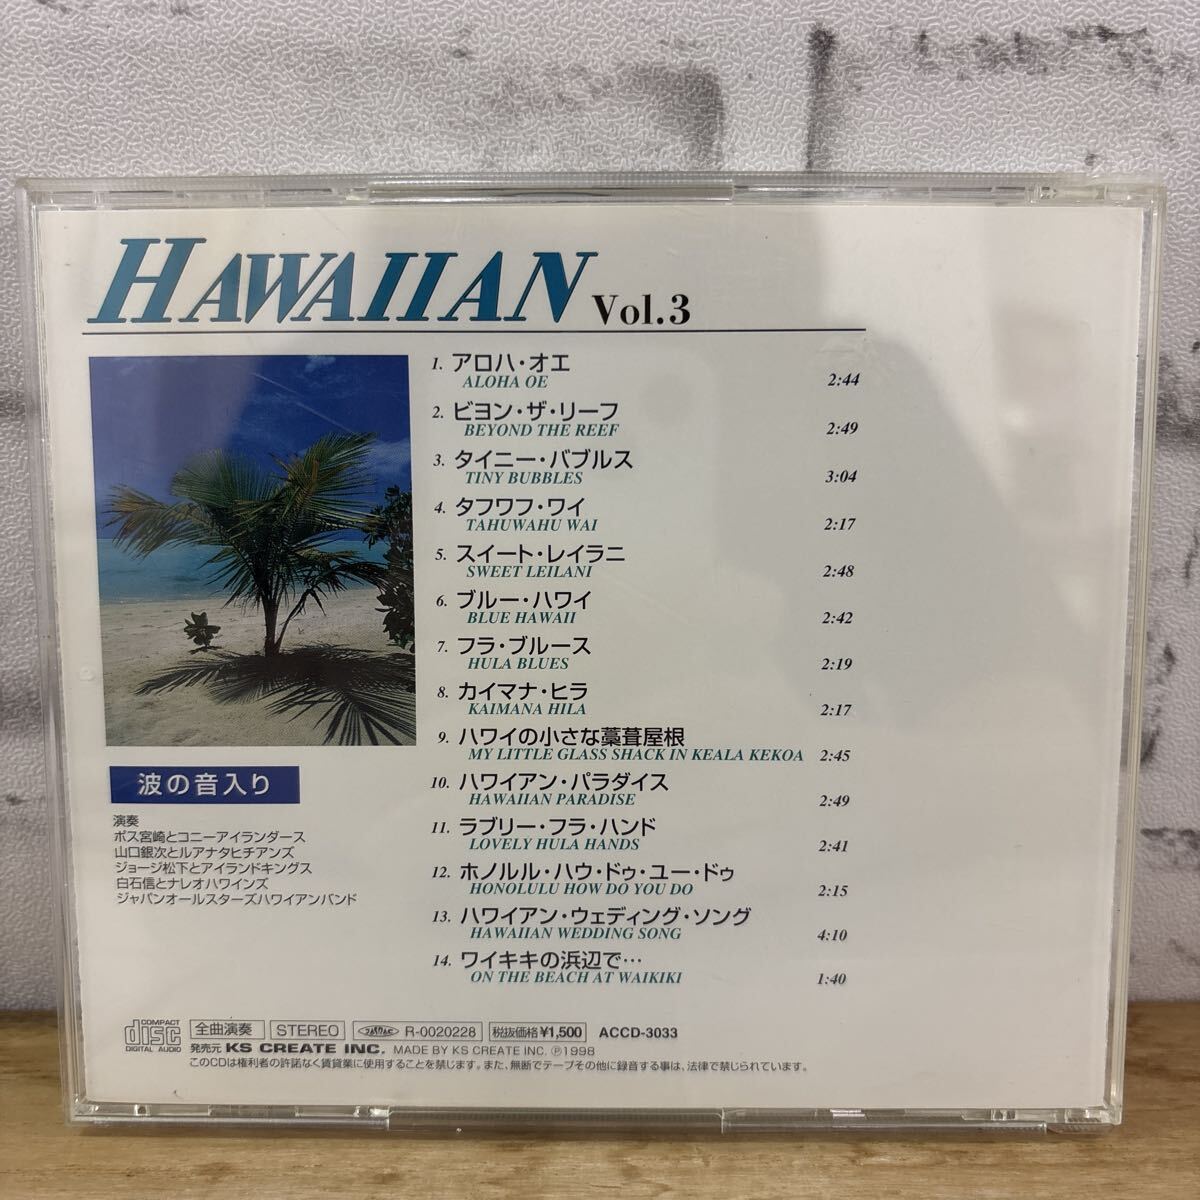 HAWAIIAN Vol.3
1. アロハ・オエ
ALOHA OE 2:44
2. ビヨン・ザ・リーフ
BEYOND THE REEF 2:49
3. タイニー・バブルス
TINY BUBBLES 3:04
4. タフワフ・ワイ
TAHUWAHU WAI 2:17
5. スイート・レイラニ
SWEET LEILANI 2:48
6. ブルー・ハワイ
BLUE HAWAII 2:42
7. フラ・ブルース
HULA BLUES 2:19
8. カイマナ・ヒラ
KAIMANA HILA 2:17
9. ハワイの小さな藁葺屋根
MY LITTLE GLASS SHACK IN KEALA KEKOA 2:45
10. ハワイアン・パラダイス
HAWAIIAN PARADISE 2:49
11. ラブリー・フラ・ハンド
LOVELY HULA HANDS 2:41
12. ホノルル・ハウ・ドゥ・ユー・ドゥ
HONOLULU HOW DO YOU DO 2:15
13. ハワイアン・ウェディング・ソング
HAWAIIAN WEDDING SONG 4:10
14. ワイキキの浜辺で…
ON THE BEACH AT WAIKIKI 1:40
波の音入り
演奏
ポス宮崎とコニーアイランダース
山口銀次とルアナタヒチアンズ
ジョージ松下とアイランドキングス
白石信とナレオハワインズ
ジャパンオールスターズハワイアンバンド
COMPACT
disc
DIGITAL AUDIO
全曲演奏 STEREO JASRAC R-0020228 税抜価格¥1,500 ACCD-3033
発売元 KS CREATE INC. MADE BY KS CREATE INC. Ⓟ1998
このCDは権利者の許諾なく賃貸業に使用することを禁じます。また、無断でテープその他に録音する事は、法律で禁じられています。